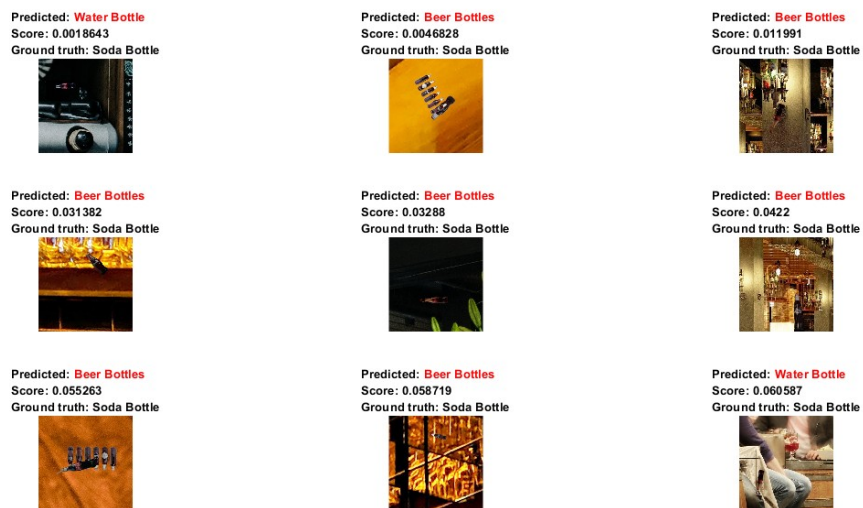 Predicted: Water Bottle
Score: 0.0018643
Ground truth: Soda Bottle
Predicted: Beer Bottles
Score: 0.0046828
Ground truth: Soda Bottle
Predicted: Beer Bottles
Score: 0.011991
Ground truth: Soda Bottle
Predicted: Beer Bottles
Score: 0.031382
Ground truth: Soda Bottle
Predicted: Beer Bottles
Score: 0.03288
Ground truth: Soda Bottle
Predicted: Beer Bottles
Score: 0.0422
Ground truth: Soda Bottle
Predicted: Beer Bottles
Score: 0.055263
Ground truth: Soda Bottle
Predicted: Beer Bottles
Score: 0.058719
Ground truth: Soda Bottle
Predicted: Water Bottle
Score: 0.060587
Ground truth: Soda Bottle